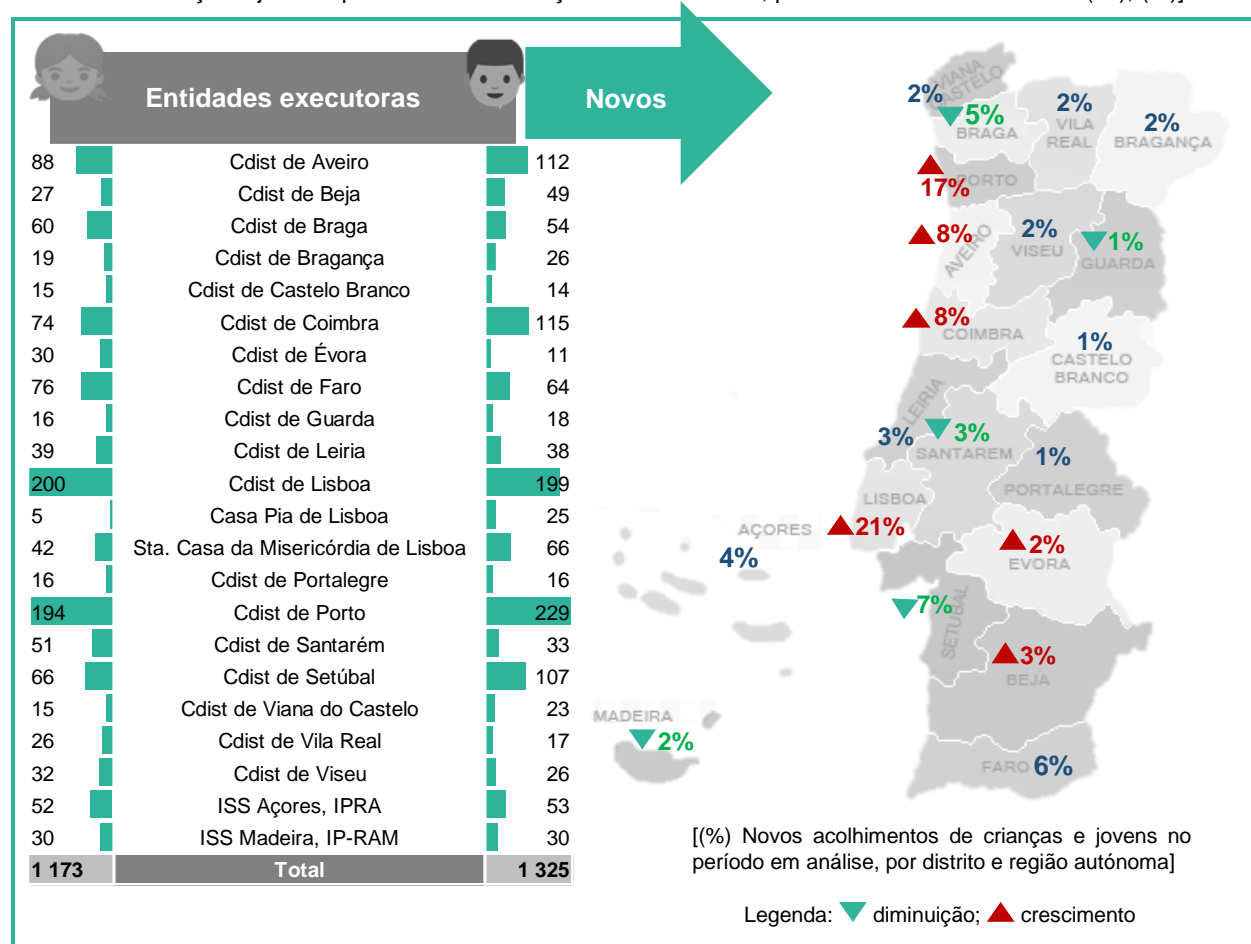 Entidades executoras
Novos
88 Cdist de Aveiro 112
27 Cdist de Beja 49
60 Cdist de Braga 54
19 Cdist de Bragança 26
15 Cdist de Castelo Branco 14
74 Cdist de Coimbra 115
30 Cdist de Évora 11
76 Cdist de Faro 64
16 Cdist de Guarda 18
39 Cdist de Leiria 38
200 Cdist de Lisboa 199
5 Casa Pia de Lisboa 25
42 Sta. Casa da Misericórdia de Lisboa 66
16 Cdist de Portalegre 16
194 Cdist de Porto 229
51 Cdist de Santarém 33
66 Cdist de Setúbal 107
15 Cdist de Viana do Castelo 23
26 Cdist de Vila Real 17
32 Cdist de Viseu 26
52 ISS Açores, IPRA 53
30 ISS Madeira, IP-RAM 30
1 173 Total 1 325
VIANA
CASTELO
2%
5%
BRAGA
2%
VILA
REAL
2%
BRAGANÇA
PORTO
17%
8%
AVEIRO
2%
VISEU
1%
GUARDA
8%
COIMBRA
1%
CASTELO
BRANCO
LEIRIA
3%
3%
SANTAREM
1%
PORTALEGRE
LISBOA
21%
AÇORES
4%
2%
EVORA
7%
SETUBAL
3%
BEJA
MADEIRA
2%
FARO 6%
[(%) Novos acolhimentos de crianças e jovens no
período em análise, por distrito e região autónoma]
Legenda: diminuição; crescimento